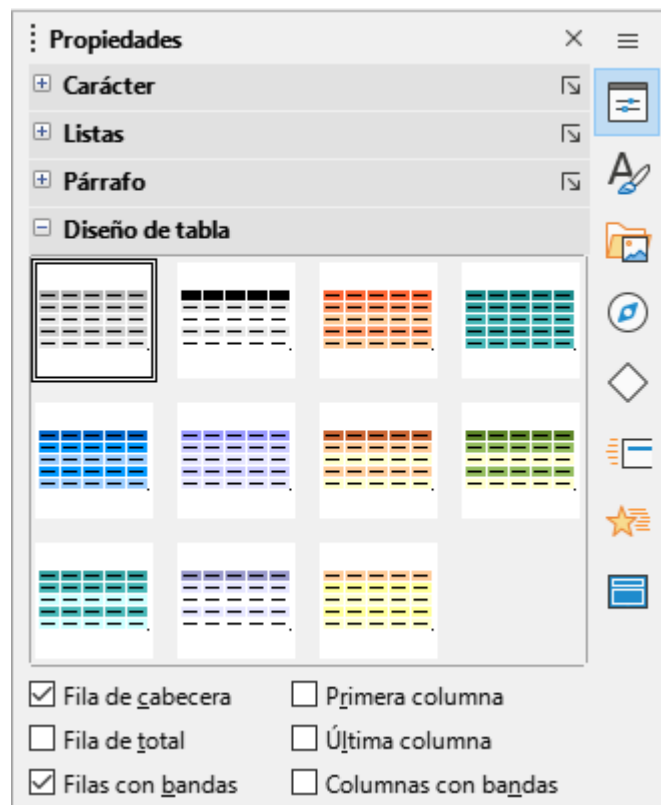 Propiedades
Carácter
Listas
Párrafo
Diseño de tabla
Fila de cabecera
Primera columna
Fila de total
Última columna
Filas con bandas
Columnas con bandas